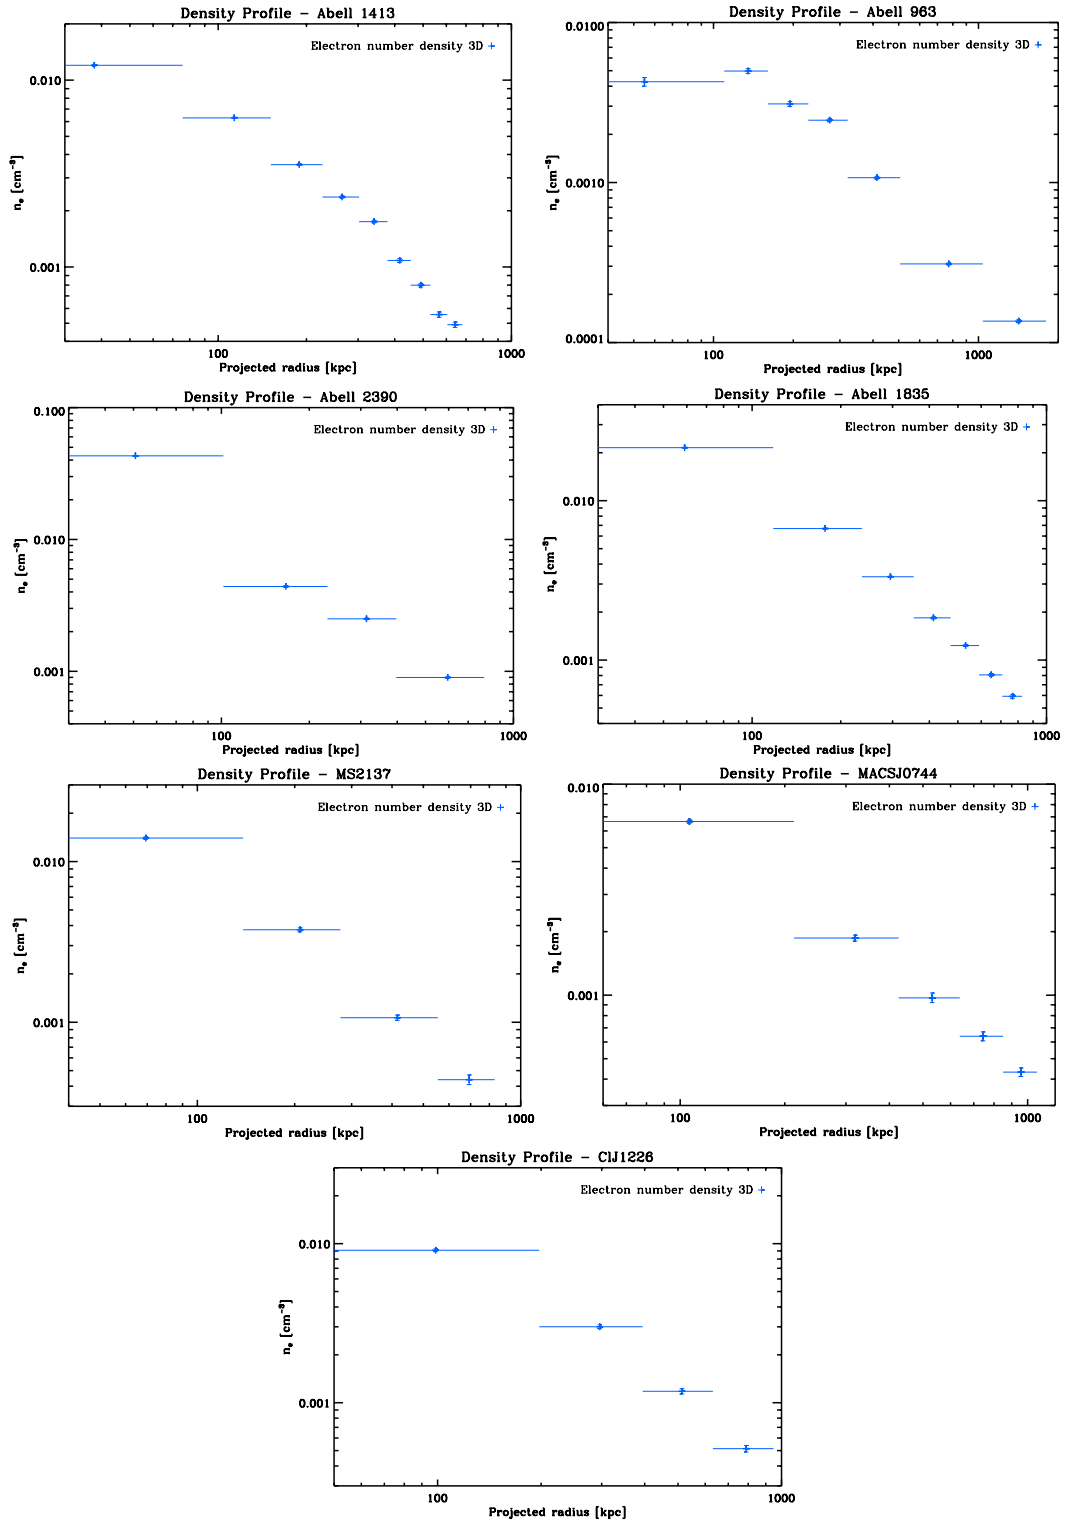 Density Profile – Abell 1413
Electron number density 3D
0.010
0.001
nₑ [cm⁻³]
100
1000
Projected radius [kpc]
Density Profile – Abell 963
Electron number density 3D
0.0100
0.0010
0.0001
nₑ [cm⁻³]
100
1000
Projected radius [kpc]
Density Profile – Abell 2390
Electron number density 3D
0.100
0.010
0.001
nₑ [cm⁻³]
100
1000
Projected radius [kpc]
Density Profile – Abell 1835
Electron number density 3D
0.010
0.001
nₑ [cm⁻³]
100
1000
Projected radius [kpc]
Density Profile – MS2137
Electron number density 3D
0.010
0.001
nₑ [cm⁻³]
100
1000
Projected radius [kpc]
Density Profile – MACSJ0744
Electron number density 3D
0.010
0.001
nₑ [cm⁻³]
100
1000
Projected radius [kpc]
Density Profile – ClJ1226
Electron number density 3D
0.010
0.001
nₑ [cm⁻³]
100
1000
Projected radius [kpc]